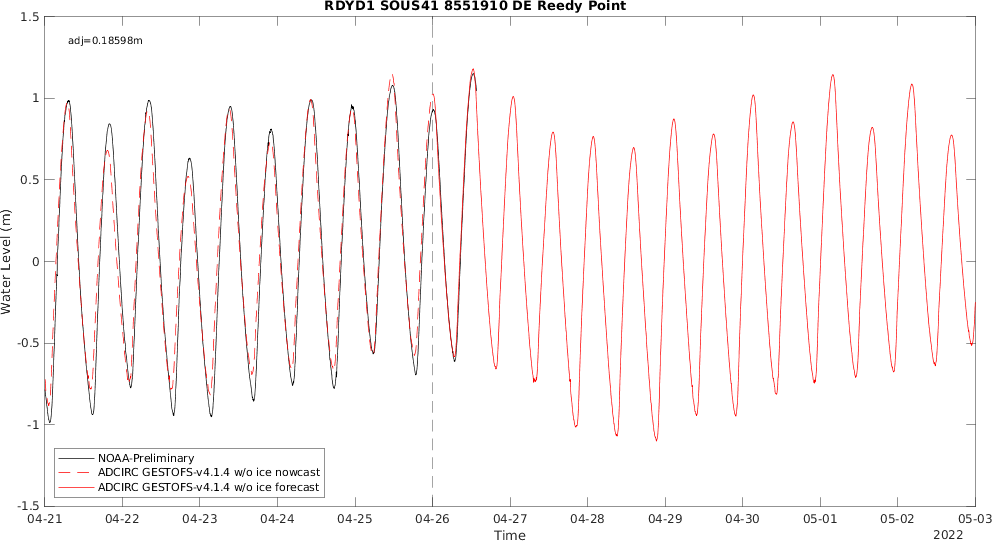 RDYD1 SOUS41 8551910 DE Reedy Point
1.5
adj=0.18598m
1
0.5
0
-0.5
-1
-1.5
Water Level (m)
NOAA-Preliminary
ADCIRC GESTOFS-v4.1.4 w/o ice nowcast
ADCIRC GESTOFS-v4.1.4 w/o ice forecast
04-21 04-22 04-23 04-24 04-25 04-26 04-27 04-28 04-29 04-30 05-01 05-02 05-03
Time
2022